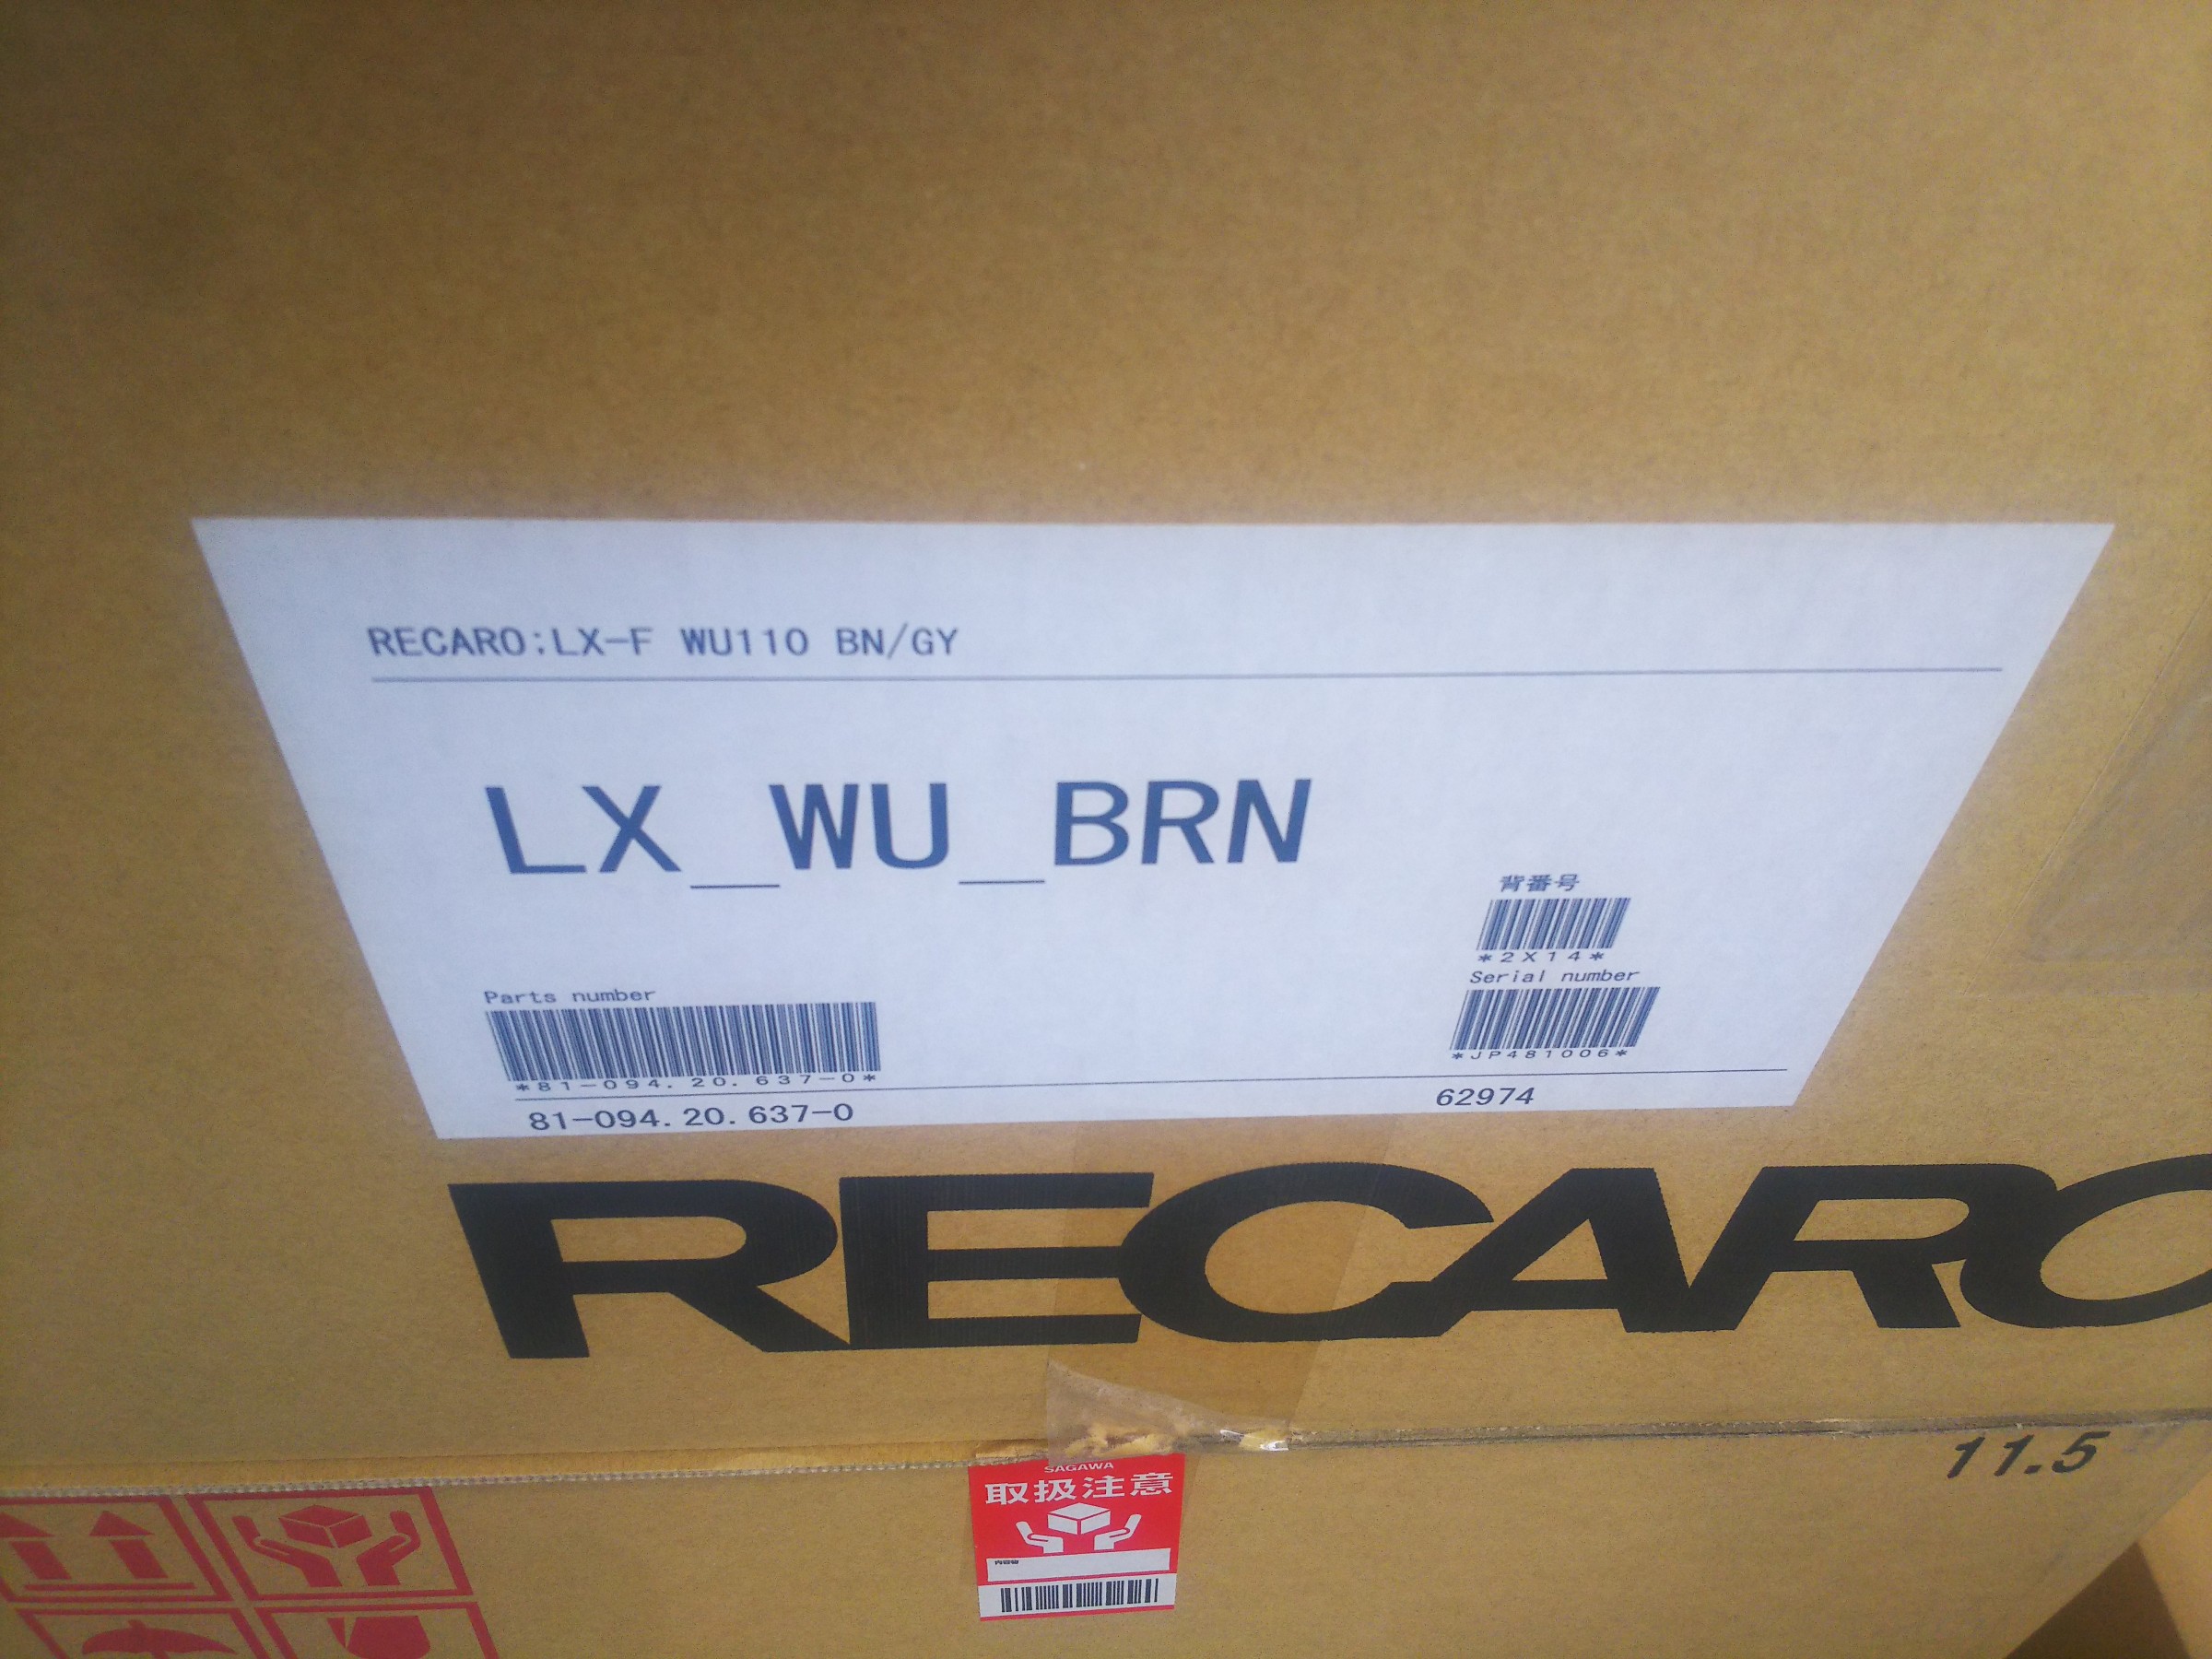 RECARO:LX-F WU110 BN/GY
LX_WU_BRN
背番号
*2X14*
Serial number
*JP481006*
Parts number
*81-094.20.637-0*
81-094.20.637-0
62974
RECARO
11.5
SAGAWA
取扱注意